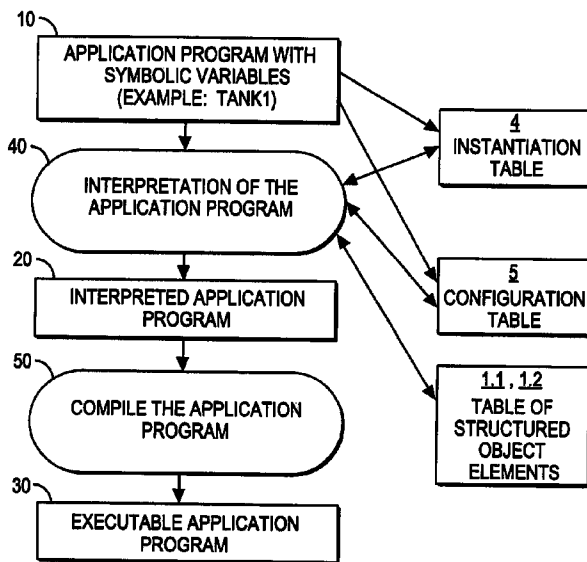 10
APPLICATION PROGRAM WITH
SYMBOLIC VARIABLES
(EXAMPLE: TANK1)
40
INTERPRETATION OF THE
APPLICATION PROGRAM
20
INTERPRETED APPLICATION
PROGRAM
50
COMPILE THE APPLICATION
PROGRAM
30
EXECUTABLE APPLICATION
PROGRAM
4
INSTANTIATION
TABLE
5
CONFIGURATION
TABLE
1.1 , 1.2
TABLE OF
STRUCTURED
OBJECT
ELEMENTS